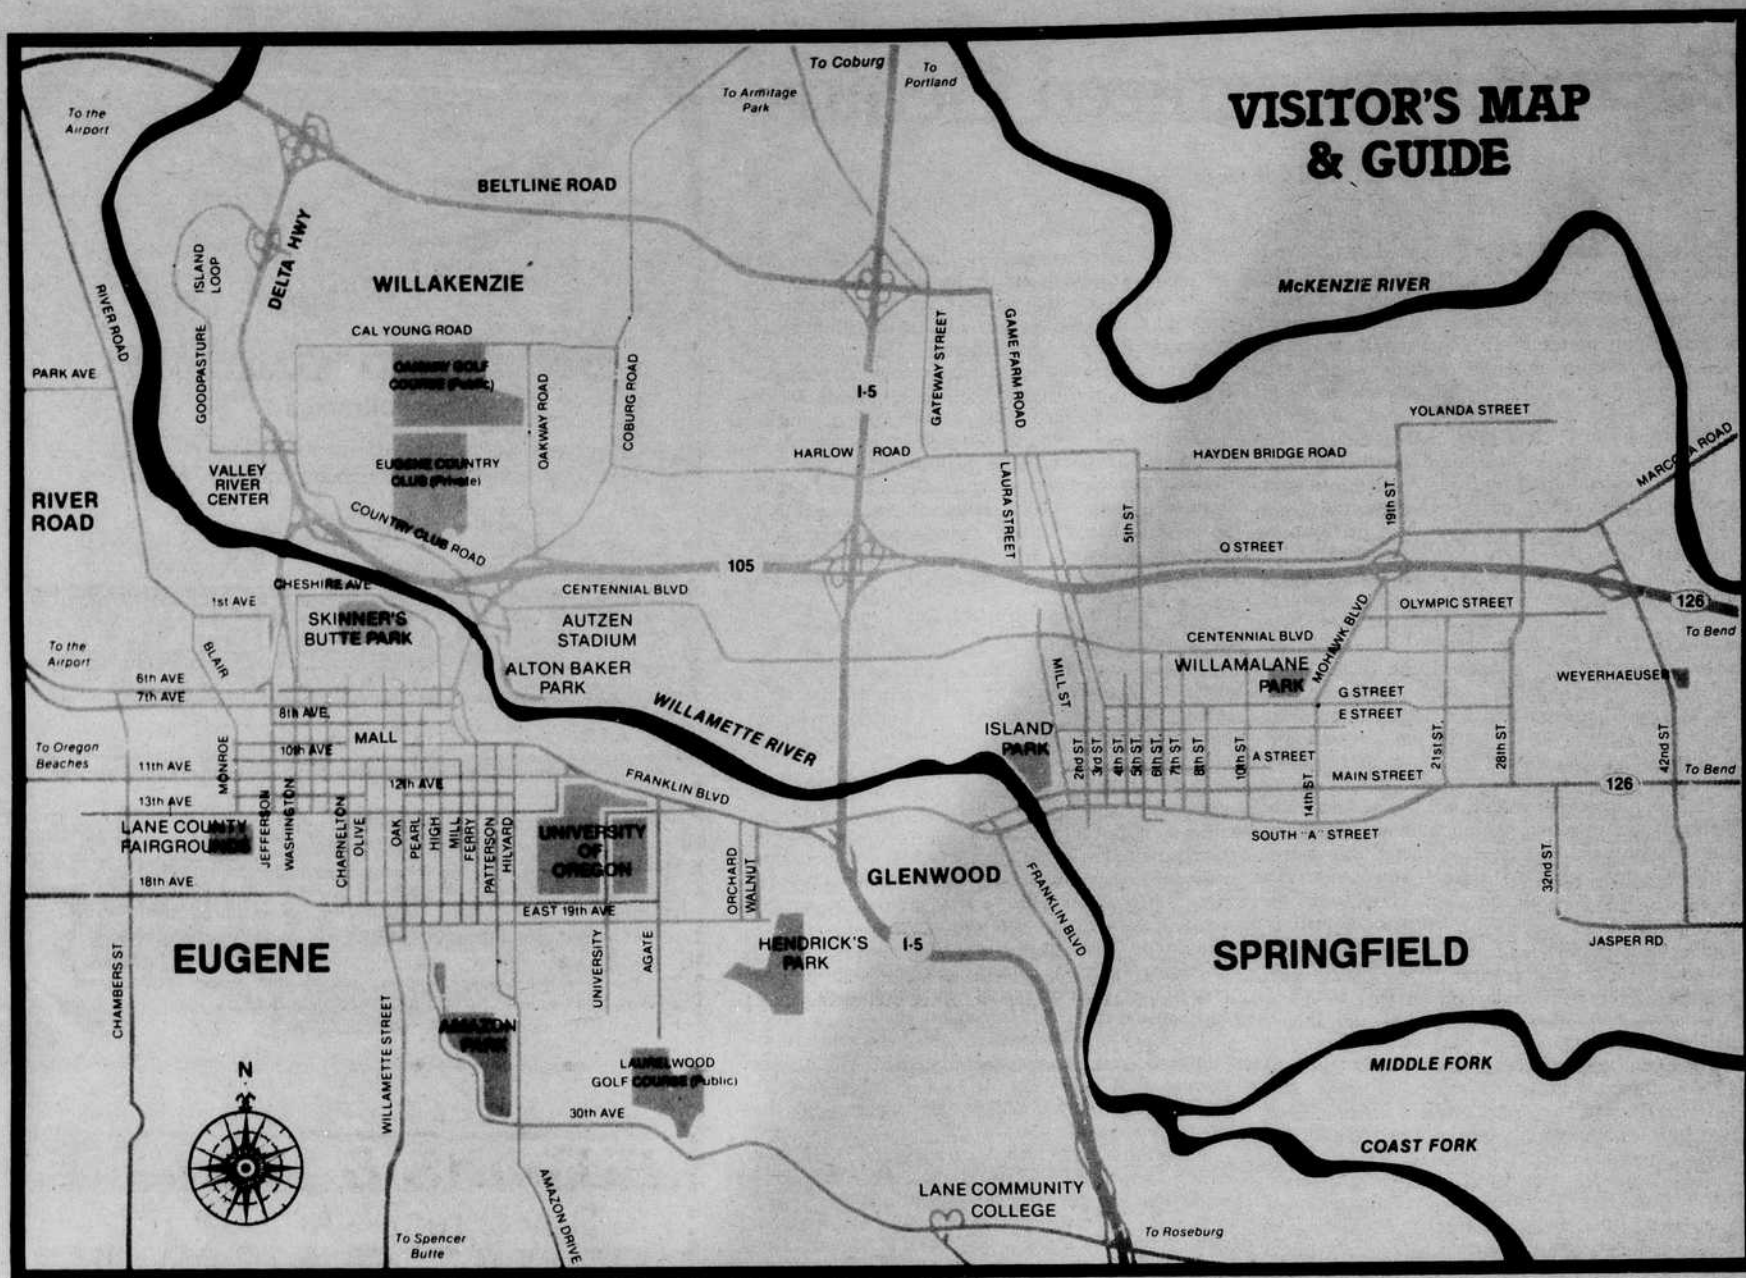 VISITOR'S MAP
& GUIDE
To Coburg
To
Portland
To Armitage
Park
To the
Airport
BELTLINE ROAD
DELTA HWY
ISLAND
LOOP
WILLAKENZIE
McKENZIE RIVER
RIVER ROAD
CAL YOUNG ROAD
GOODPASTURE
PARK AVE
OAKWAY GOLF
COURSE (Public)
OAKWAY ROAD
COBURG ROAD
I-5
GATEWAY STREET
GAME FARM ROAD
YOLANDA STREET
HARLOW ROAD
HAYDEN BRIDGE ROAD
MARCOLA ROAD
EUGENE COUNTRY
CLUB (Private)
VALLEY
RIVER
CENTER
RIVER
ROAD
COUNTRY CLUB ROAD
LAURA STREET
5th ST
19th ST
Q STREET
105
CHESHIRE AVE
CENTENNIAL BLVD
1st AVE
OLYMPIC STREET
126
To Bend
SKINNER'S
BUTTE PARK
AUTZEN
STADIUM
CENTENNIAL BLVD
MOHAWK BLVD
BLAIR
To the
Airport
ALTON BAKER
PARK
WILLAMALANE
PARK
MILL ST
WEYERHAEUSER
6th AVE
7th AVE
G STREET
E STREET
8th AVE
WILLAMETTE RIVER
ISLAND
PARK
MALL
10th AVE
To Oregon
Beaches
MONROE
11th AVE
2nd ST
3rd ST
4th ST
5th ST
6th ST
7th ST
8th ST
10th ST
A STREET
14th ST
MAIN STREET
21st ST
28th ST
42nd ST
126
To Bend
FRANKLIN BLVD
12th AVE
13th AVE
LANE COUNTY
FAIRGROUNDS
JEFFERSON
WASHINGTON
CHARNELTON
OLIVE
OAK
PEARL
HIGH
MILL
FERRY
PATTERSON
HILYARD
UNIVERSITY
OF
OREGON
SOUTH "A" STREET
32nd ST
18th AVE
ORCHARD
WALNUT
GLENWOOD
FRANKLIN BLVD
EAST 19th AVE
EUGENE
UNIVERSITY
AGATE
HENDRICK'S
PARK
I-5
SPRINGFIELD
JASPER RD.
CHAMBERS ST
WILLAMETTE STREET
AMAZON
PARK
LAURELWOOD
GOLF COURSE (Public)
30th AVE
MIDDLE FORK
COAST FORK
N
AMAZON DRIVE
LANE COMMUNITY
COLLEGE
To Spencer
Butte
To Roseburg